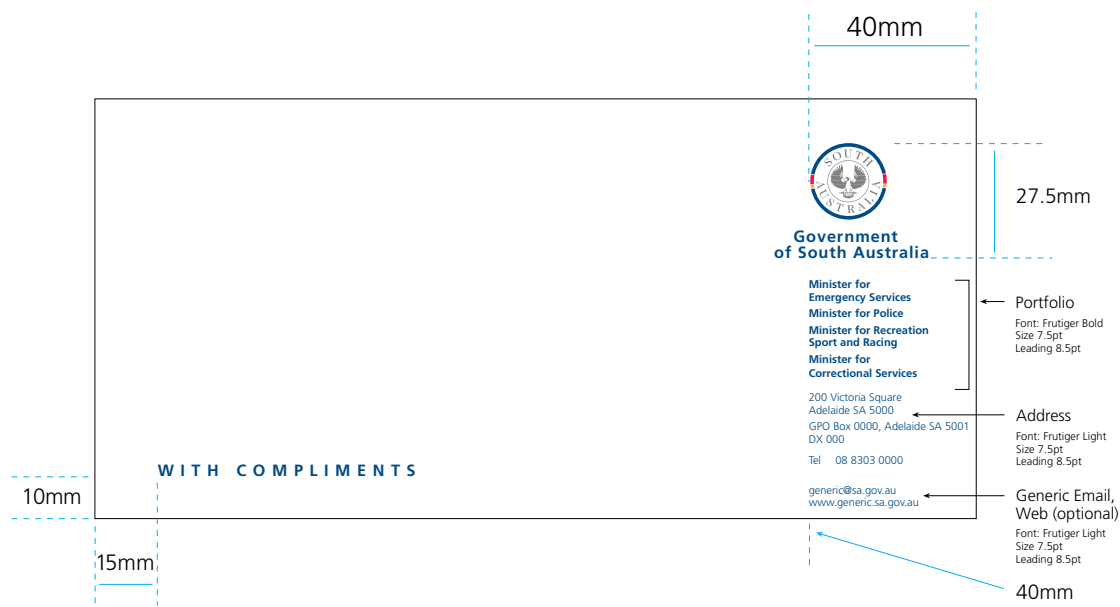 40mm
SOUTH
AUSTRALIA
Government
of South Australia
27.5mm
Minister for
Emergency Services
Minister for Police
Minister for Recreation
Sport and Racing
Minister for
Correctional Services
Portfolio
Font: Frutiger Bold
Size 7.5pt
Leading 8.5pt
200 Victoria Square
Adelaide SA 5000
GPO Box 0000, Adelaide SA 5001
DX 000
Tel 08 8303 0000
Address
Font: Frutiger Light
Size 7.5pt
Leading 8.5pt
generic@sa.gov.au
www.generic.sa.gov.au
Generic Email,
Web (optional)
Font: Frutiger Light
Size 7.5pt
Leading 8.5pt
WITH COMPLIMENTS
10mm
15mm
40mm